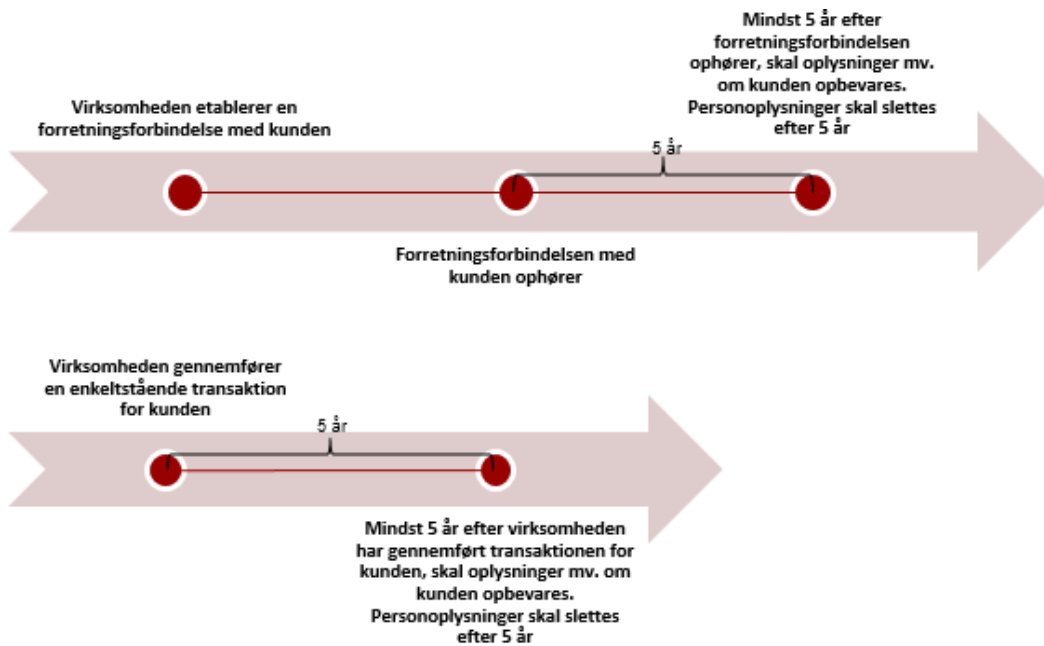 Mindst 5 år efter
forretningsforbindelsen
ophører, skal oplysninger mv.
om kunden opbevares.
Personoplysninger skal slettes
efter 5 år
Virksomheden etablerer en
forretningsforbindelse med kunden
5 år
Forretningsforbindelsen med
kunden ophører
Virksomheden gennemfører
en enkeltstående transaktion
for kunden
5 år
Mindst 5 år efter virksomheden
har gennemført transaktionen for
kunden, skal oplysninger mv. om
kunden opbevares.
Personoplysninger skal slettes
efter 5 år